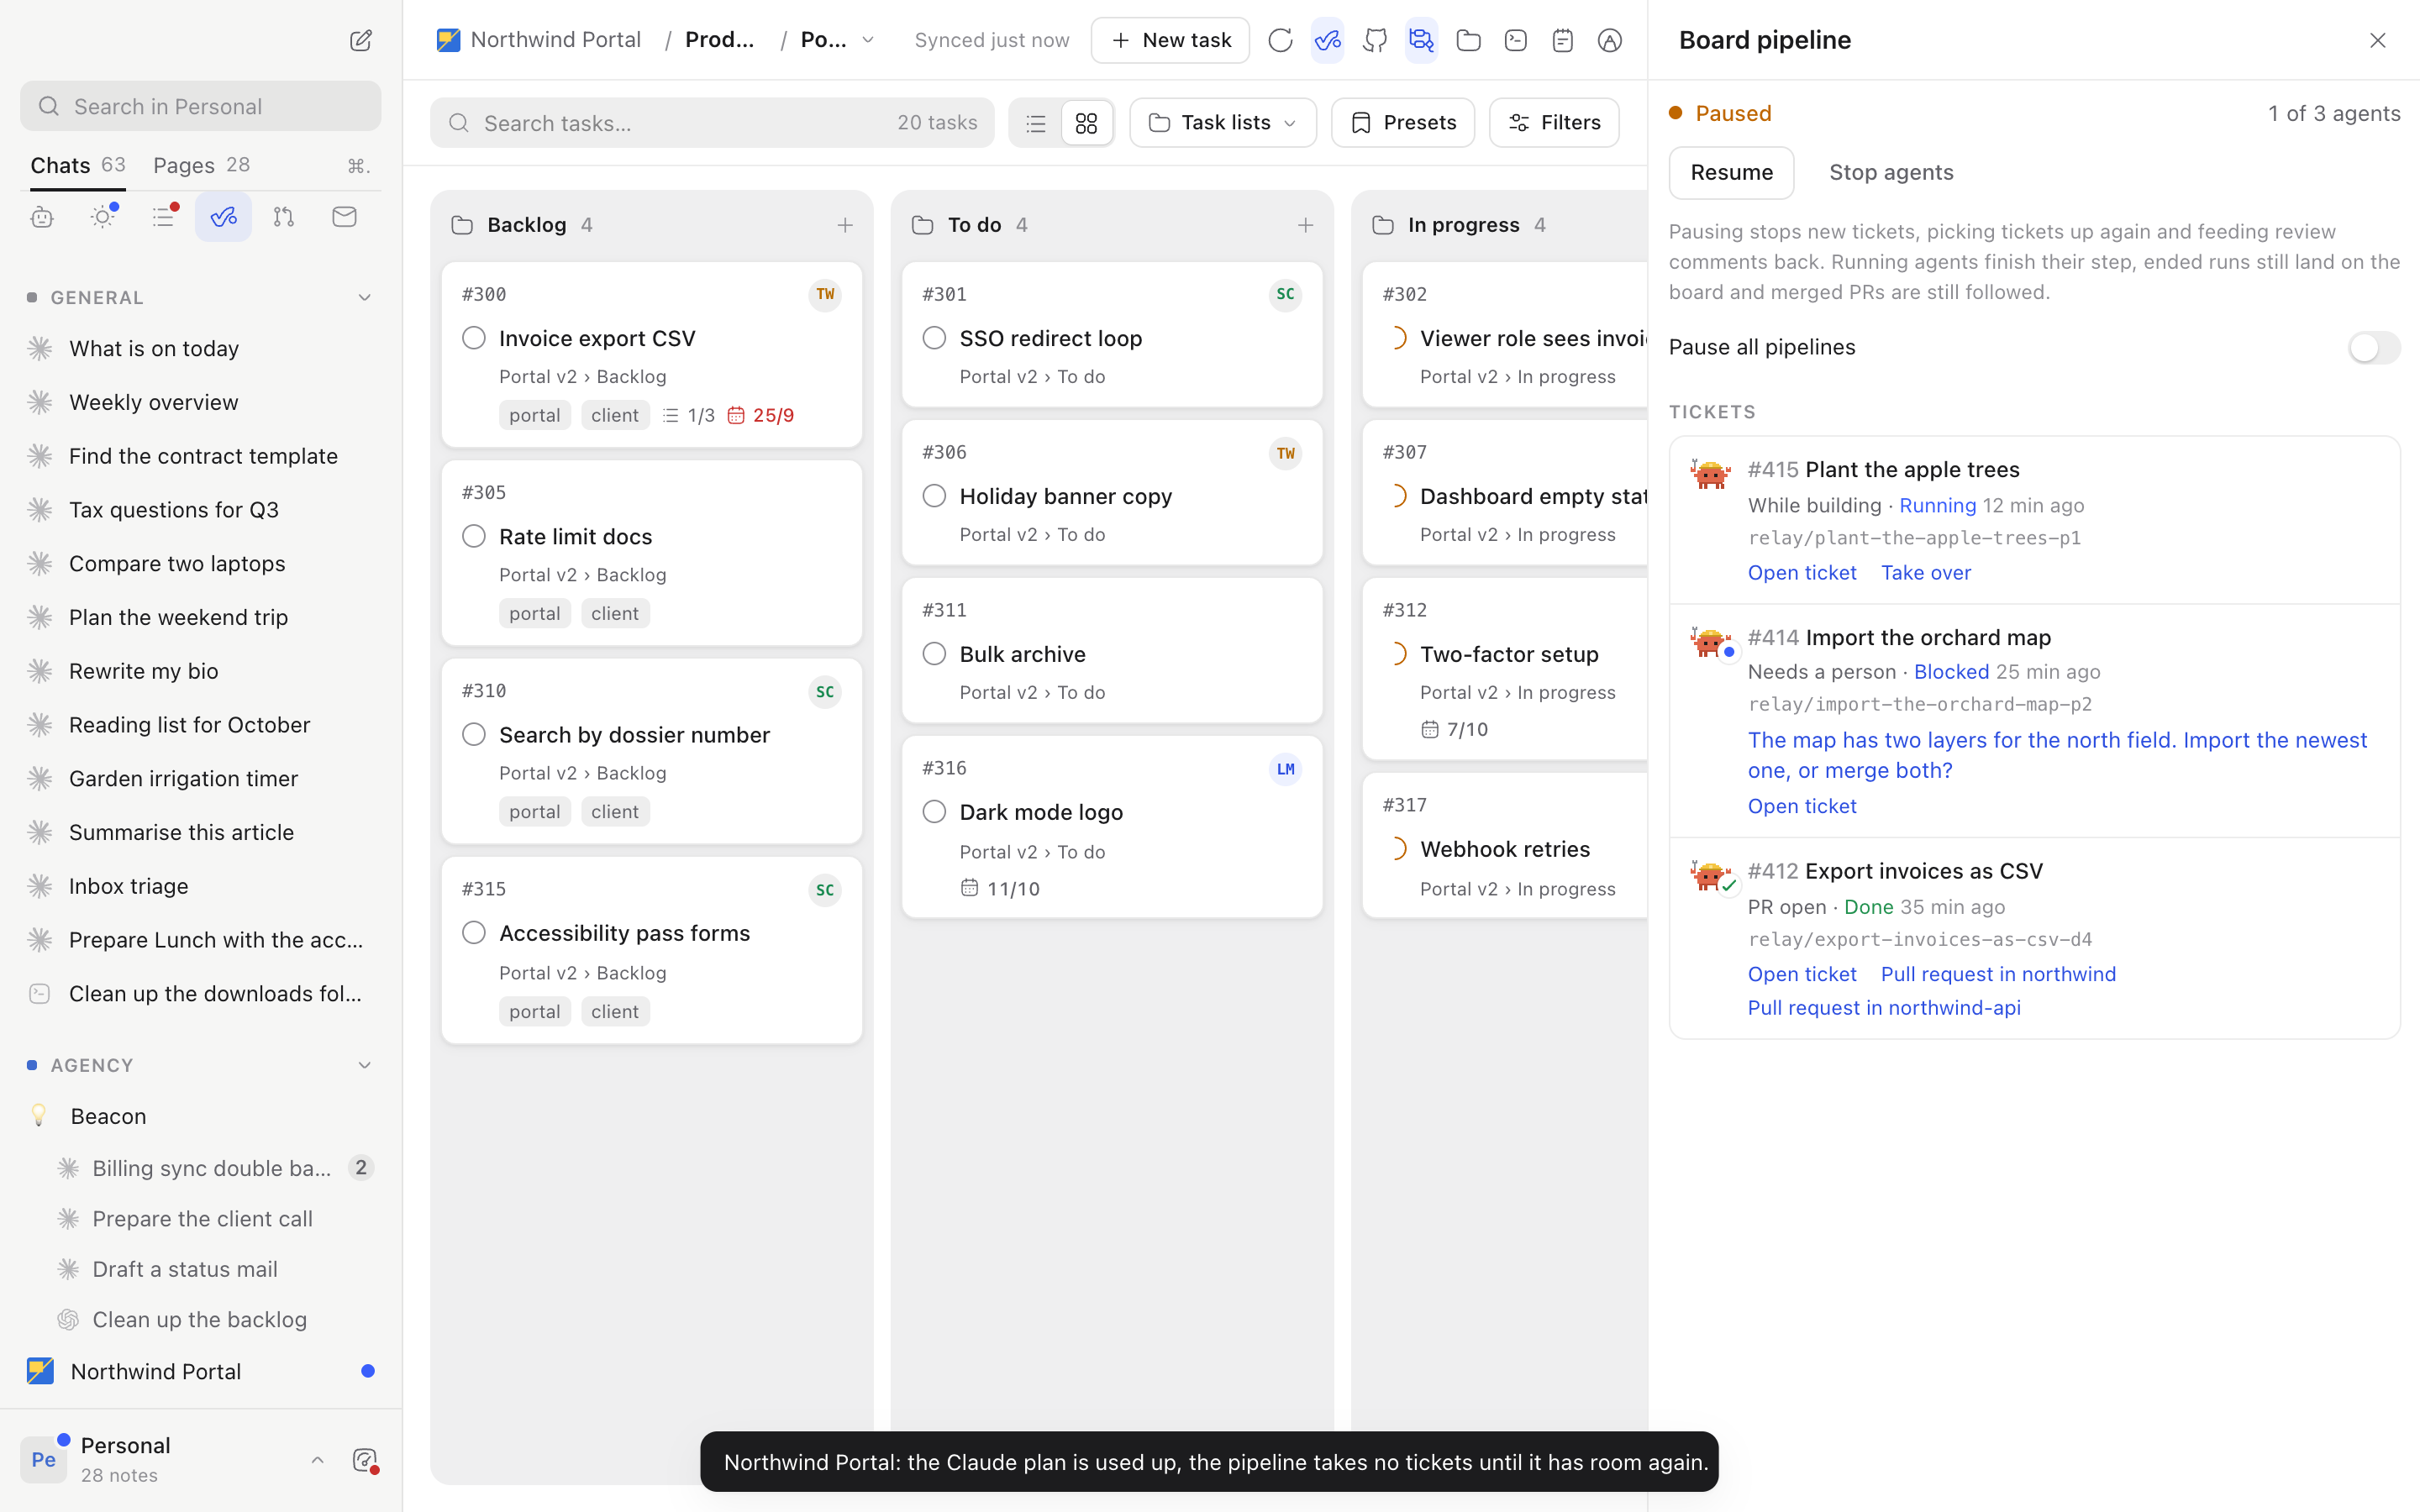 Search in Personal
Chats 63 Pages 28 ⌘.
GENERAL
What is on today
Weekly overview
Find the contract template
Tax questions for Q3
Compare two laptops
Plan the weekend trip
Rewrite my bio
Reading list for October
Garden irrigation timer
Summarise this article
Inbox triage
Prepare Lunch with the acc...
Clean up the downloads fol...
AGENCY
Beacon
Billing sync double ba... 2
Prepare the client call
Draft a status mail
Clean up the backlog
Northwind Portal
Pe
Personal
28 notes
Northwind Portal / Prod... / Po... Synced just now + New task
Search tasks... 20 tasks Task lists Presets Filters
Backlog 4
#300 TW
Invoice export CSV
Portal v2 › Backlog
portal client 1/3 25/9
#305
Rate limit docs
Portal v2 › Backlog
portal client
#310 SC
Search by dossier number
Portal v2 › Backlog
portal client
#315 SC
Accessibility pass forms
Portal v2 › Backlog
portal client
To do 4
#301 SC
SSO redirect loop
Portal v2 › To do
#306 TW
Holiday banner copy
Portal v2 › To do
#311
Bulk archive
Portal v2 › To do
#316 LM
Dark mode logo
Portal v2 › To do
11/10
In progress 4
#302
Viewer role sees invoi
Portal v2 › In progress
#307
Dashboard empty stat
Portal v2 › In progress
#312
Two-factor setup
Portal v2 › In progress
7/10
#317
Webhook retries
Portal v2 › In progress
Board pipeline
Paused 1 of 3 agents
Resume Stop agents
Pausing stops new tickets, picking tickets up again and feeding review
comments back. Running agents finish their step, ended runs still land on the
board and merged PRs are still followed.
Pause all pipelines
TICKETS
#415 Plant the apple trees
While building · Running 12 min ago
relay/plant-the-apple-trees-p1
Open ticket Take over
#414 Import the orchard map
Needs a person · Blocked 25 min ago
relay/import-the-orchard-map-p2
The map has two layers for the north field. Import the newest
one, or merge both?
Open ticket
#412 Export invoices as CSV
PR open · Done 35 min ago
relay/export-invoices-as-csv-d4
Open ticket Pull request in northwind
Pull request in northwind-api
Northwind Portal: the Claude plan is used up, the pipeline takes no tickets until it has room again.